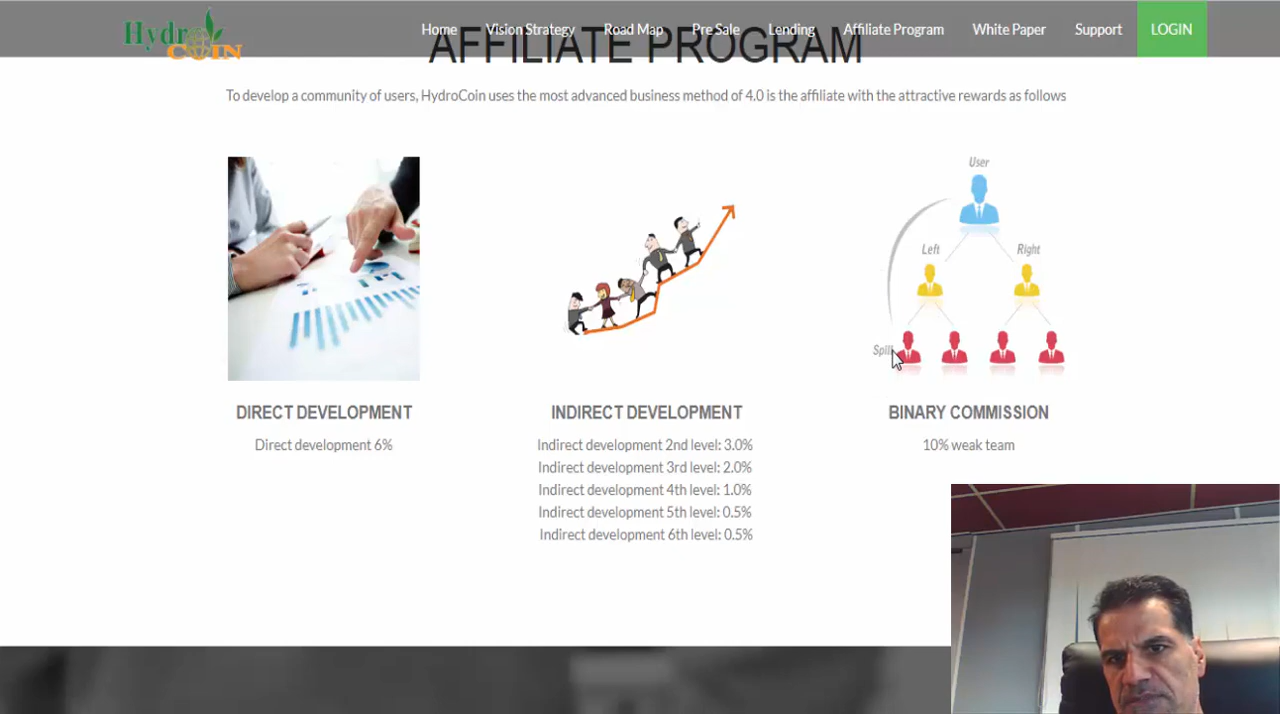 Hydro
COIN
Home Vision Strategy Road Map Pre Sale Lending Affiliate Program White Paper Support LOGIN
AFFILIATE PROGRAM
To develop a community of users, HydroCoin uses the most advanced business method of 4.0 is the affiliate with the attractive rewards as follows
User
Left Right
DIRECT DEVELOPMENT
Direct development 6%
INDIRECT DEVELOPMENT
Indirect development 2nd level: 3.0%
Indirect development 3rd level: 2.0%
Indirect development 4th level: 1.0%
Indirect development 5th level: 0.5%
Indirect development 6th level: 0.5%
BINARY COMMISSION
10% weak team